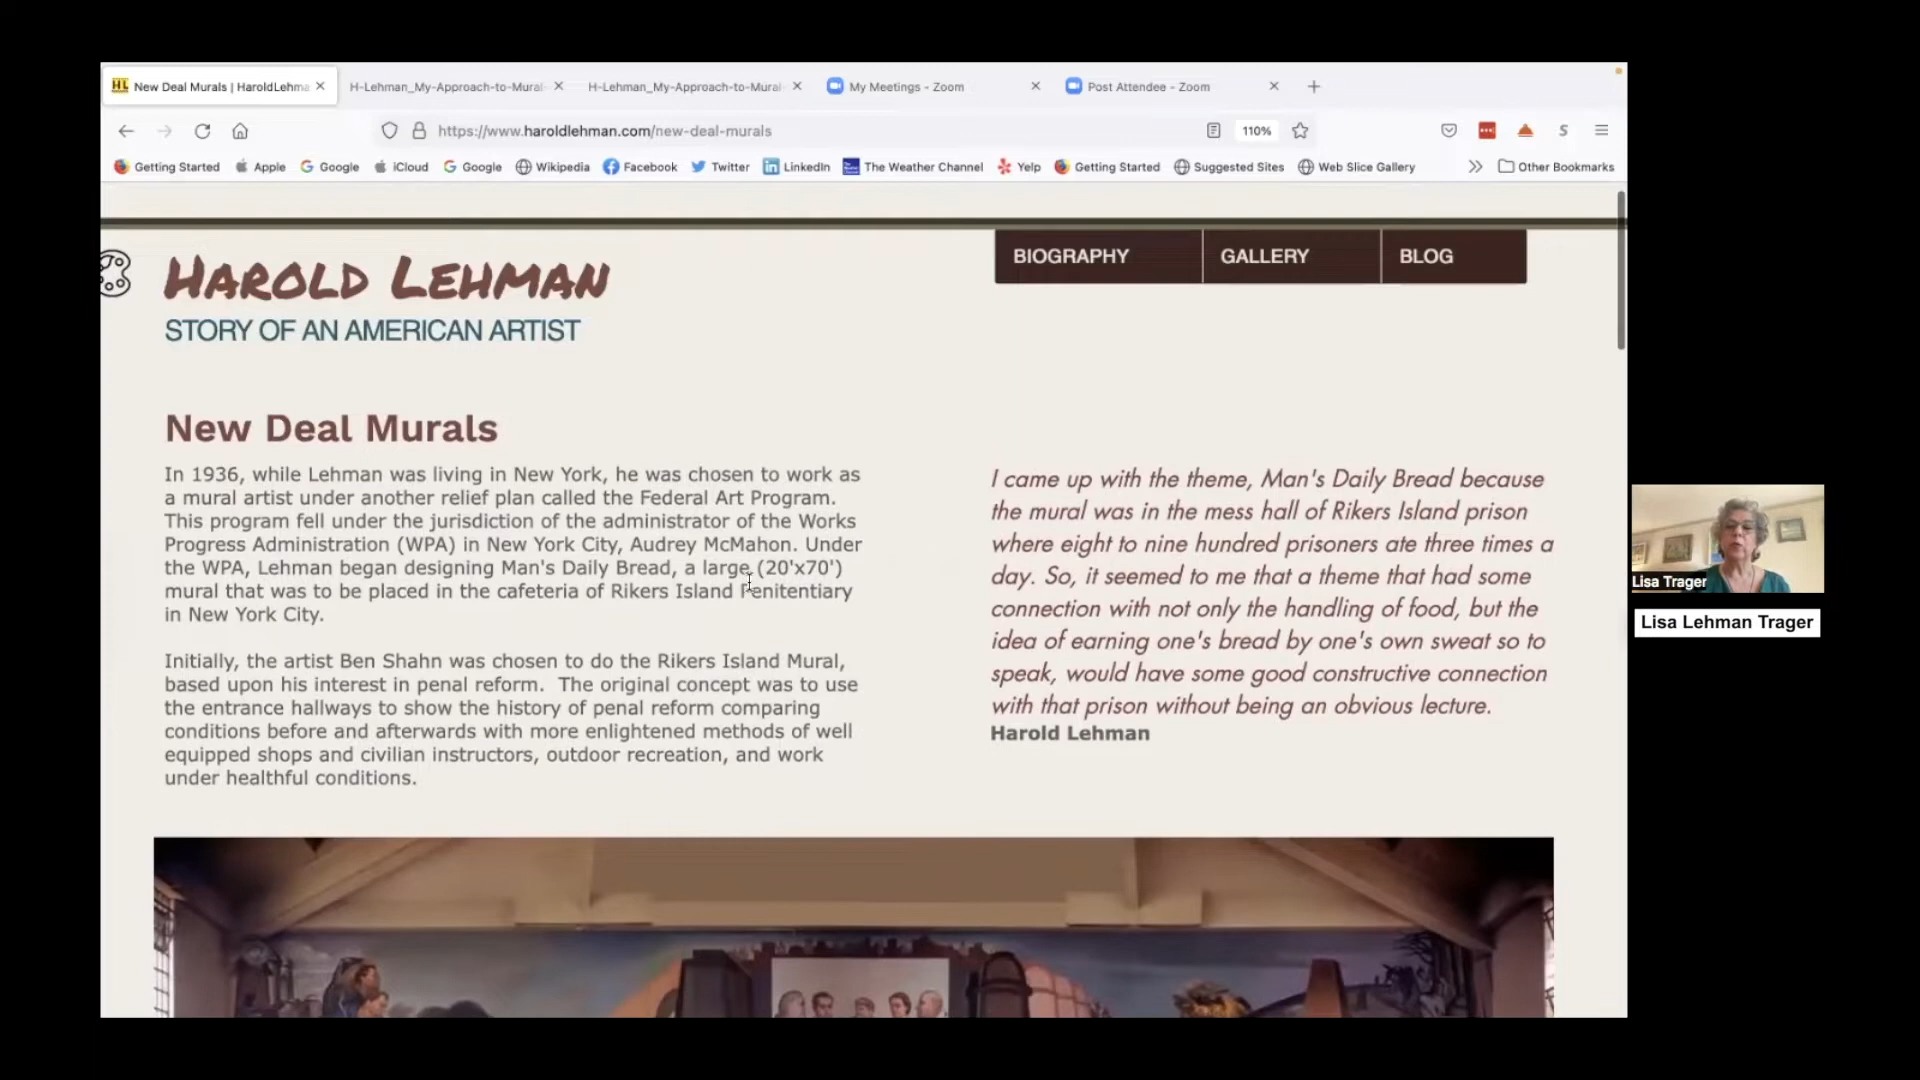 New Deal Murals | HaroldLehma
H-Lehman_My-Approach-to-Mural-
H-Lehman_My-Approach-to-Mural-
My Meetings - Zoom
Post Attendee - Zoom
https://www.haroldlehman.com/new-deal-murals
110%
Getting Started Apple Google iCloud Google Wikipedia Facebook Twitter LinkedIn The Weather Channel Yelp Getting Started Suggested Sites Web Slice Gallery Other Bookmarks
HAROLD LEHMAN
STORY OF AN AMERICAN ARTIST
BIOGRAPHY GALLERY BLOG
New Deal Murals
In 1936, while Lehman was living in New York, he was chosen to work as
a mural artist under another relief plan called the Federal Art Program.
This program fell under the jurisdiction of the administrator of the Works
Progress Administration (WPA) in New York City, Audrey McMahon. Under
the WPA, Lehman began designing Man's Daily Bread, a large (20'x70')
mural that was to be placed in the cafeteria of Rikers Island Penitentiary
in New York City.
Initially, the artist Ben Shahn was chosen to do the Rikers Island Mural,
based upon his interest in penal reform.  The original concept was to use
the entrance hallways to show the history of penal reform comparing
conditions before and afterwards with more enlightened methods of well
equipped shops and civilian instructors, outdoor recreation, and work
under healthful conditions.
I came up with the theme, Man's Daily Bread because
the mural was in the mess hall of Rikers Island prison
where eight to nine hundred prisoners ate three times a
day. So, it seemed to me that a theme that had some
connection with not only the handling of food, but the
idea of earning one's bread by one's own sweat so to
speak, would have some good constructive connection
with that prison without being an obvious lecture.
Harold Lehman
Lisa Trager
Lisa Lehman Trager